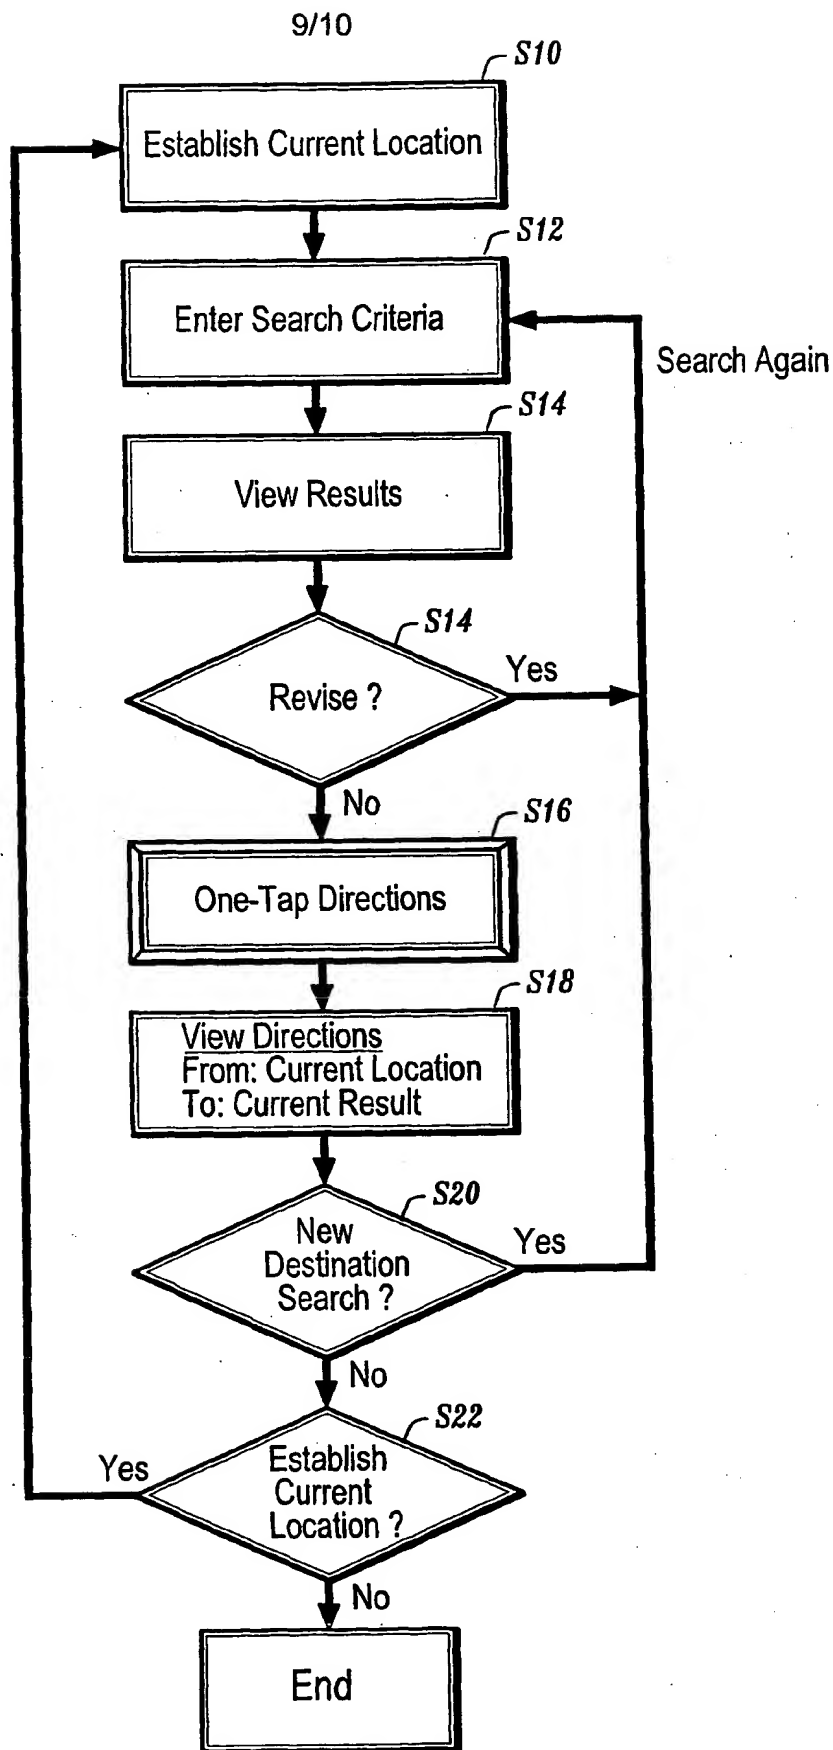 9/10
S10
Establish Current Location
S12
Enter Search Criteria
Search Again
S14
View Results
S14
Revise ?
Yes
No
S16
One-Tap Directions
S18
View Directions
From: Current Location
To: Current Result
S20
New
Destination
Search ?
Yes
No
S22
Yes
Establish
Current
Location ?
No
End